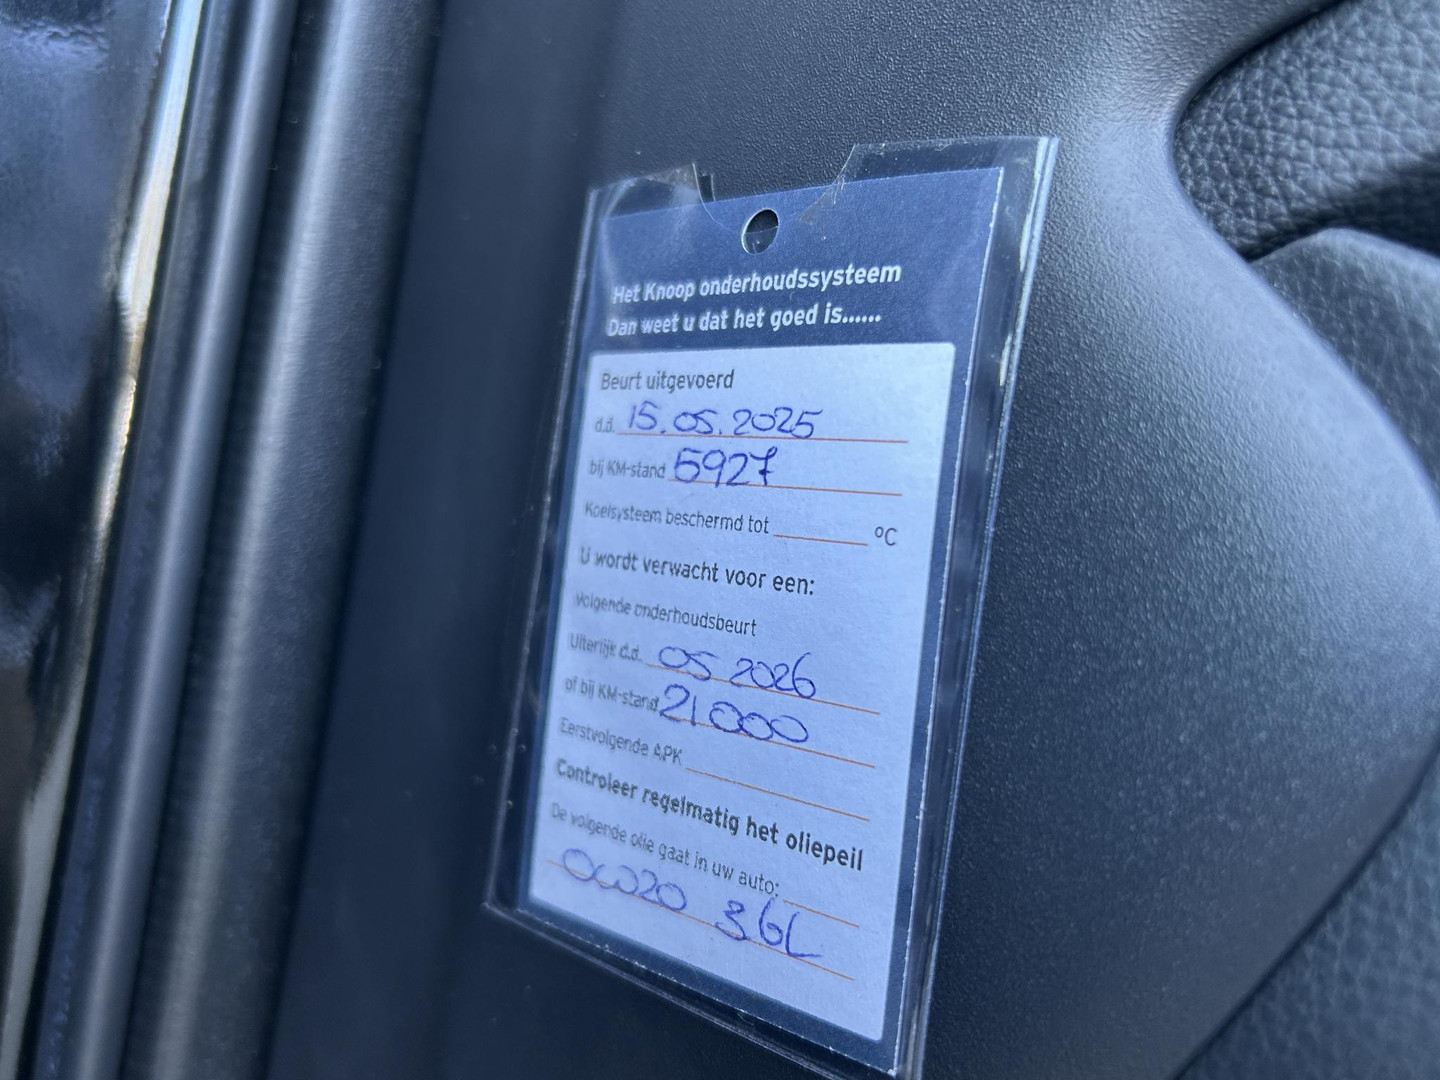 Het Knoop onderhoudssysteem
Dan weet u dat het goed is......
Beurt uitgevoerd
d.d. 15.05.2025
bij KM-stand 5927
Koelsysteem beschermd tot ________ °C
U wordt verwacht voor een:
Volgende onderhoudsbeurt
Uiterlijk d.d. 05 2026
of bij KM-stand 21000
Eerstvolgende APK
Controleer regelmatig het oliepeil
De volgende olie gaat in uw auto:
0W20 3.6L